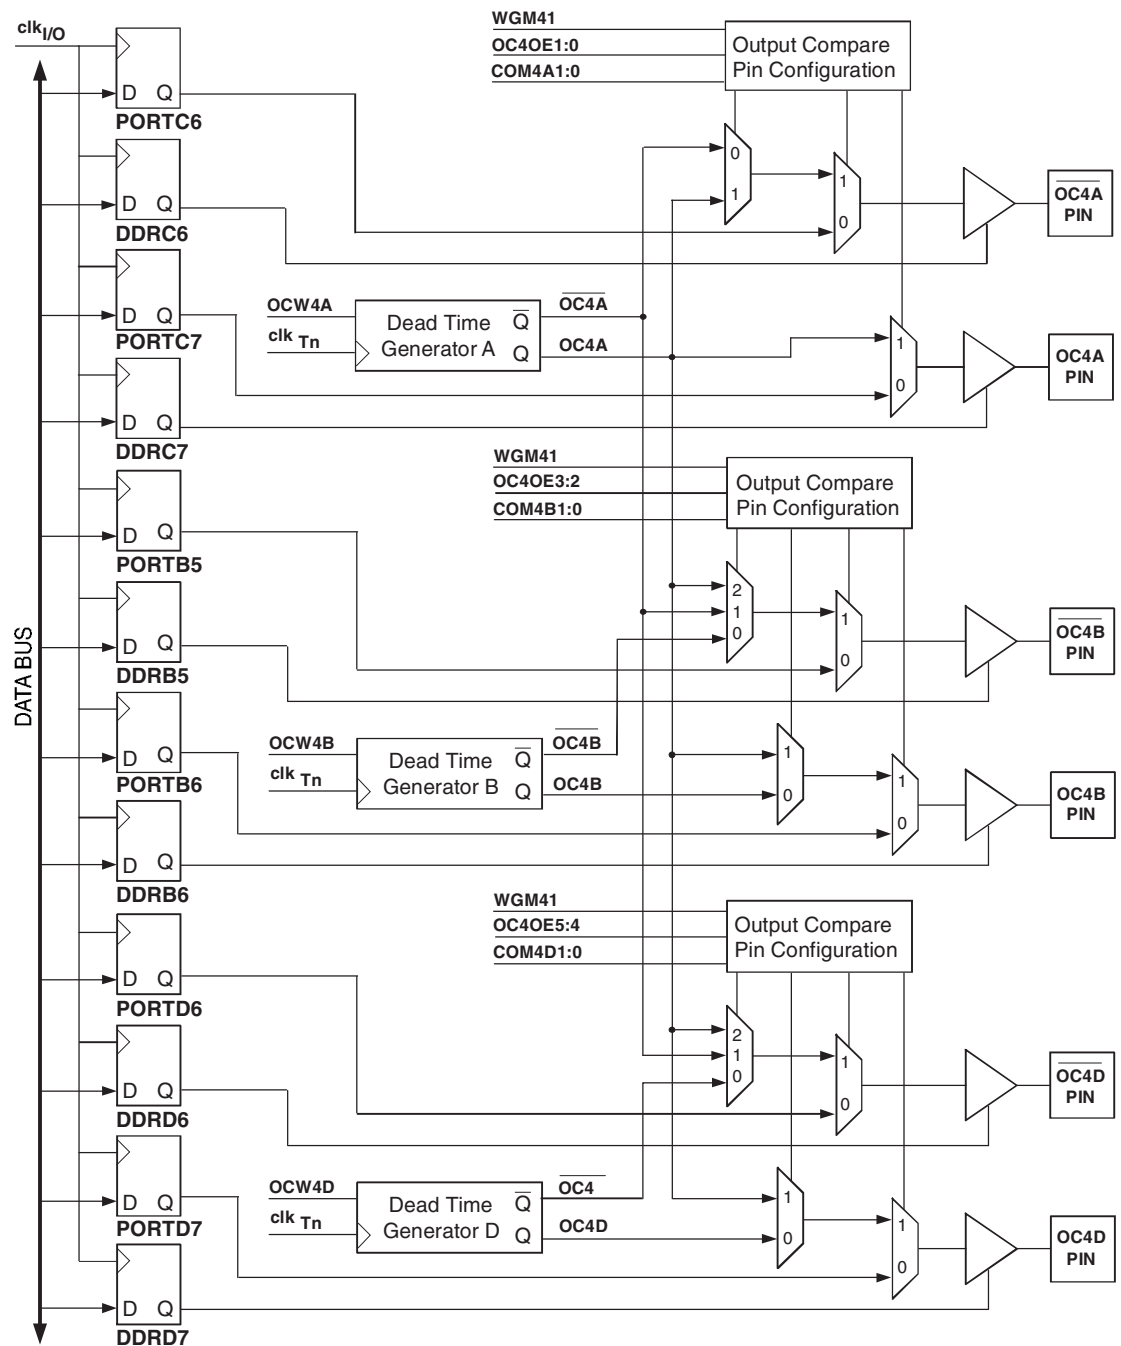 clkI/O
D Q
PORTC6
D Q
DDRC6
D Q
PORTC7
D Q
DDRC7
D Q
PORTB5
D Q
DDRB5
D Q
PORTB6
D Q
DDRB6
D Q
PORTD6
D Q
DDRD6
D Q
PORTD7
D Q
DDRD7
DATA BUS
WGM41
OC4OE1:0
COM4A1:0
Output Compare
Pin Configuration
0
1
1
0
OC4A
PIN
OCW4A
clk Tn
Dead Time
Generator A
Q
Q
OC4A
OC4A
1
0
OC4A
PIN
WGM41
OC4OE3:2
COM4B1:0
Output Compare
Pin Configuration
2
1
0
1
0
OC4B
PIN
OCW4B
clk Tn
Dead Time
Generator B
Q
Q
OC4B
OC4B
1
0
1
0
OC4B
PIN
WGM41
OC4OE5:4
COM4D1:0
Output Compare
Pin Configuration
2
1
0
1
0
OC4D
PIN
OCW4D
clk Tn
Dead Time
Generator D
Q
Q
OC4
OC4D
1
0
1
0
OC4D
PIN